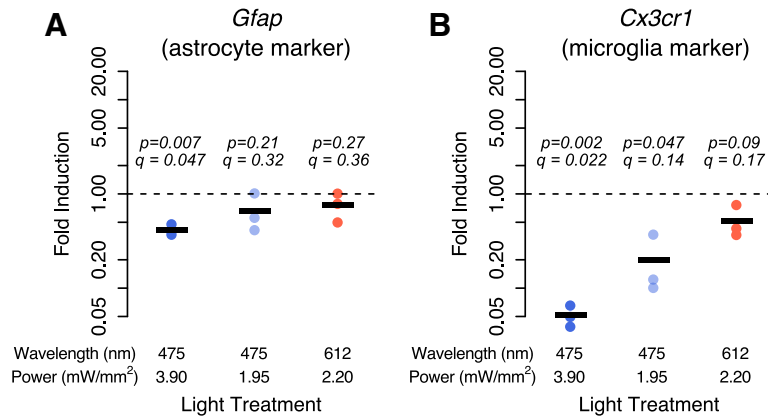 A
Gfap
(astrocyte marker)
Fold Induction
20.00
5.00
1.00
0.20
0.05
p=0.007
q = 0.047
p=0.21
q = 0.32
p=0.27
q = 0.36
Wavelength (nm) 475 475 612
Power (mW/mm²) 3.90 1.95 2.20
Light Treatment
B
Cx3cr1
(microglia marker)
Fold Induction
20.00
5.00
1.00
0.20
0.05
p=0.002
q = 0.022
p=0.047
q = 0.14
p=0.09
q = 0.17
Wavelength (nm) 475 475 612
Power (mW/mm²) 3.90 1.95 2.20
Light Treatment